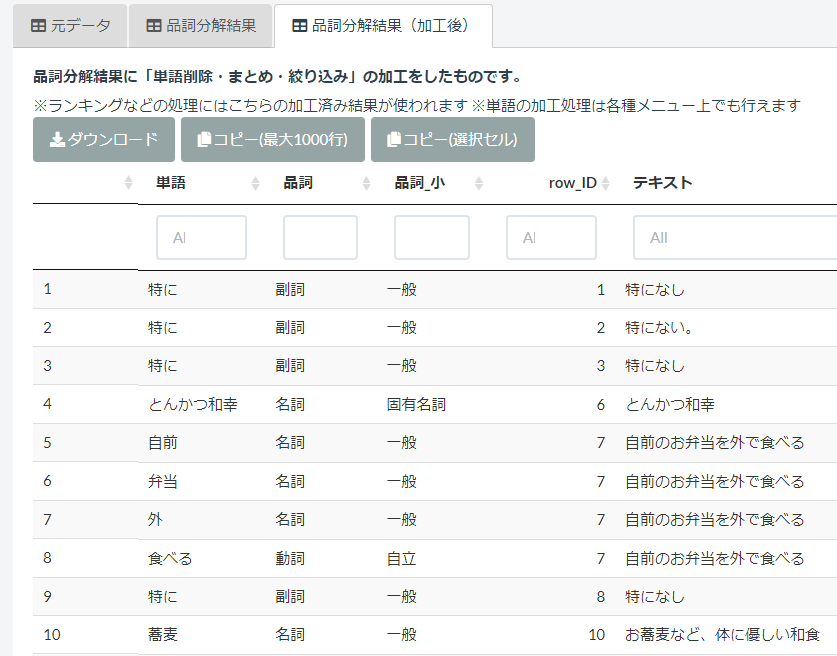 元データ 品詞分解結果 品詞分解結果（加工後）
品詞分解結果に「単語削除・まとめ・絞り込み」の加工をしたものです。
※ランキングなどの処理にはこちらの加工済み結果が使われます ※単語の加工処理は各種メニュー上でも行えます
ダウンロード コピー(最大1000行) コピー(選択セル)
単語 品詞 品詞_小 row_ID テキスト
Al Al All
1 特に 副詞 一般 1 特になし
2 特に 副詞 一般 2 特にない。
3 特に 副詞 一般 3 特になし
4 とんかつ和幸 名詞 固有名詞 6 とんかつ和幸
5 自前 名詞 一般 7 自前のお弁当を外で食べる
6 弁当 名詞 一般 7 自前のお弁当を外で食べる
7 外 名詞 一般 7 自前のお弁当を外で食べる
8 食べる 動詞 自立 7 自前のお弁当を外で食べる
9 特に 副詞 一般 8 特になし
10 蕎麦 名詞 一般 10 お蕎麦など、体に優しい和食